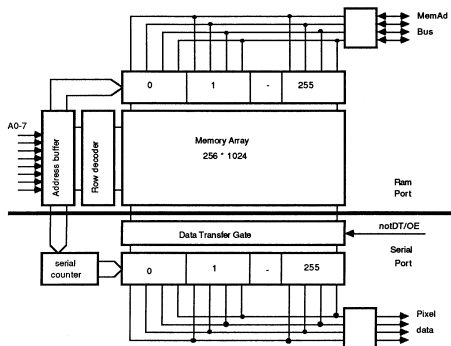 MemAd
Bus
0 1 - 255
A0-7
Address buffer
Row decoder
Memory Array
256 * 1024
Ram
Port
Data Transfer Gate
notDT/OE
Serial
Port
serial
counter
0 1 - 255
Pixel
data